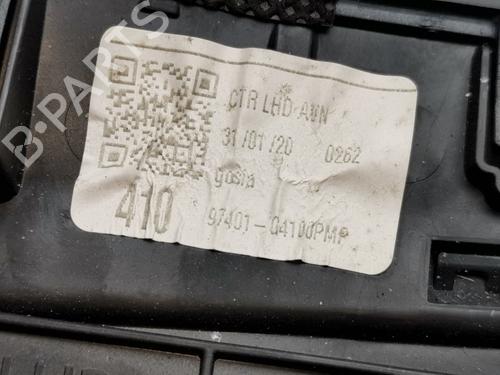 CTR LHD-AVN
31/01/20 0262
gosia
410
97401-G4100PMP
B-PARTS